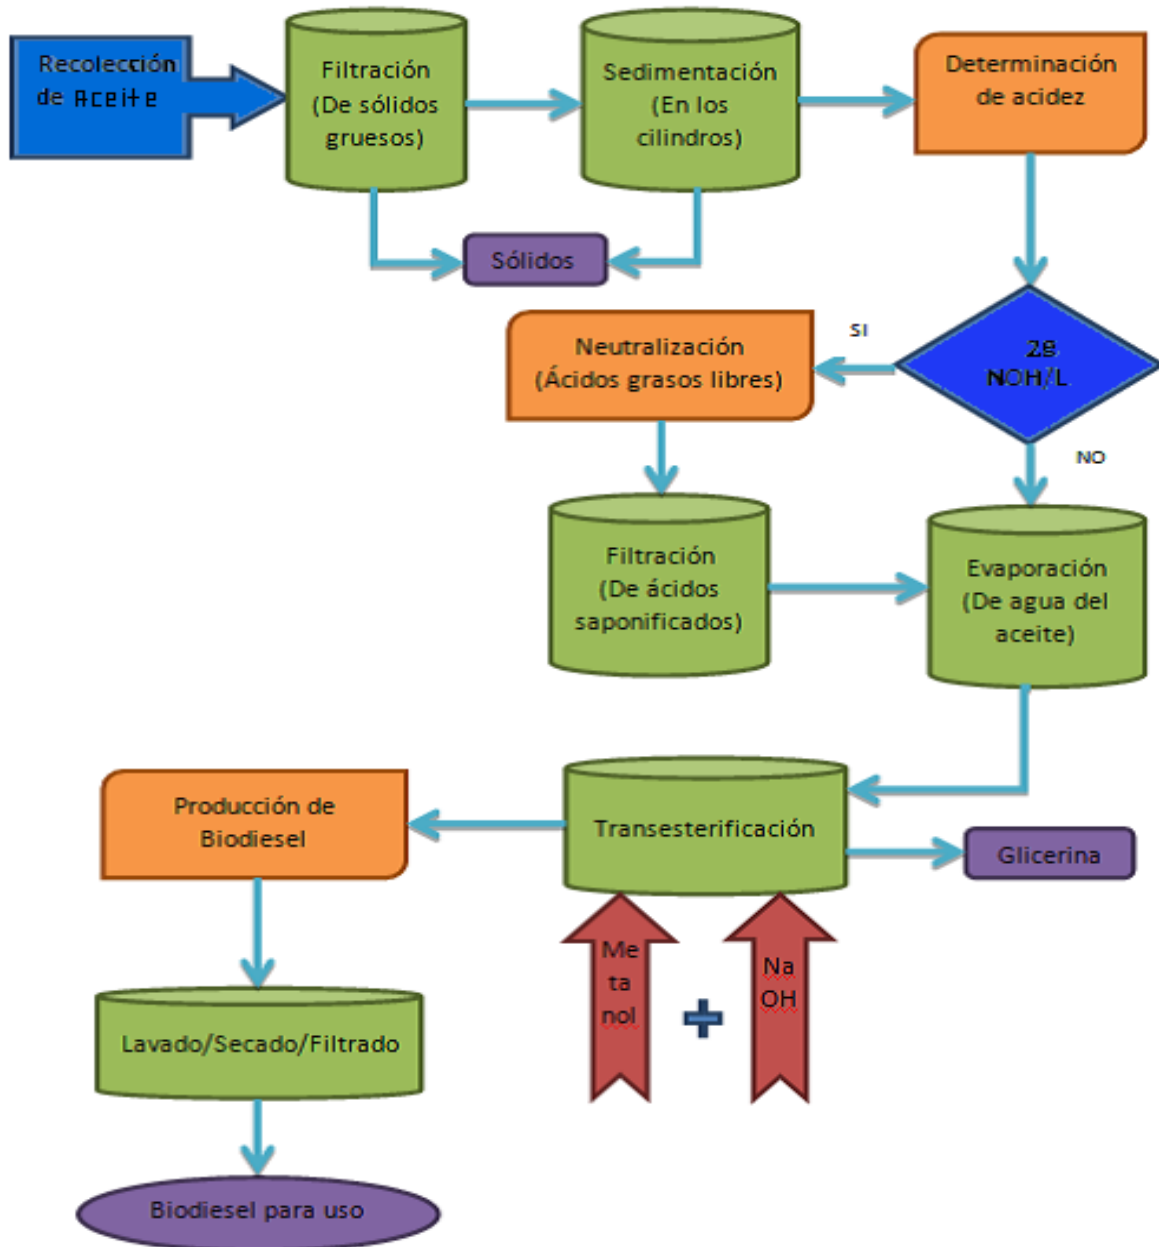 Recolección
de Aceite
Filtración
(De sólidos
gruesos)
Sedimentación
(En los
cilindros)
Determinación
de acidez
Sólidos
Neutralización
(Ácidos grasos libres)
SI
28
NOH/L
NO
Filtración
(De ácidos
saponificados)
Evaporación
(De agua del
aceite)
Producción de
Biodiesel
Transesterificación
Glicerina
Me
ta
nol
Na
OH
Lavado/Secado/Filtrado
Biodiesel para uso